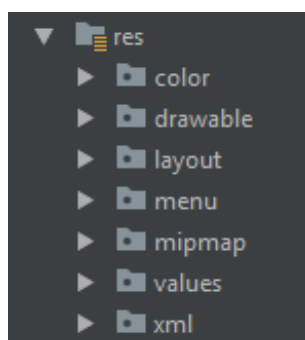 res
color
drawable
layout
menu
mipmap
values
xml